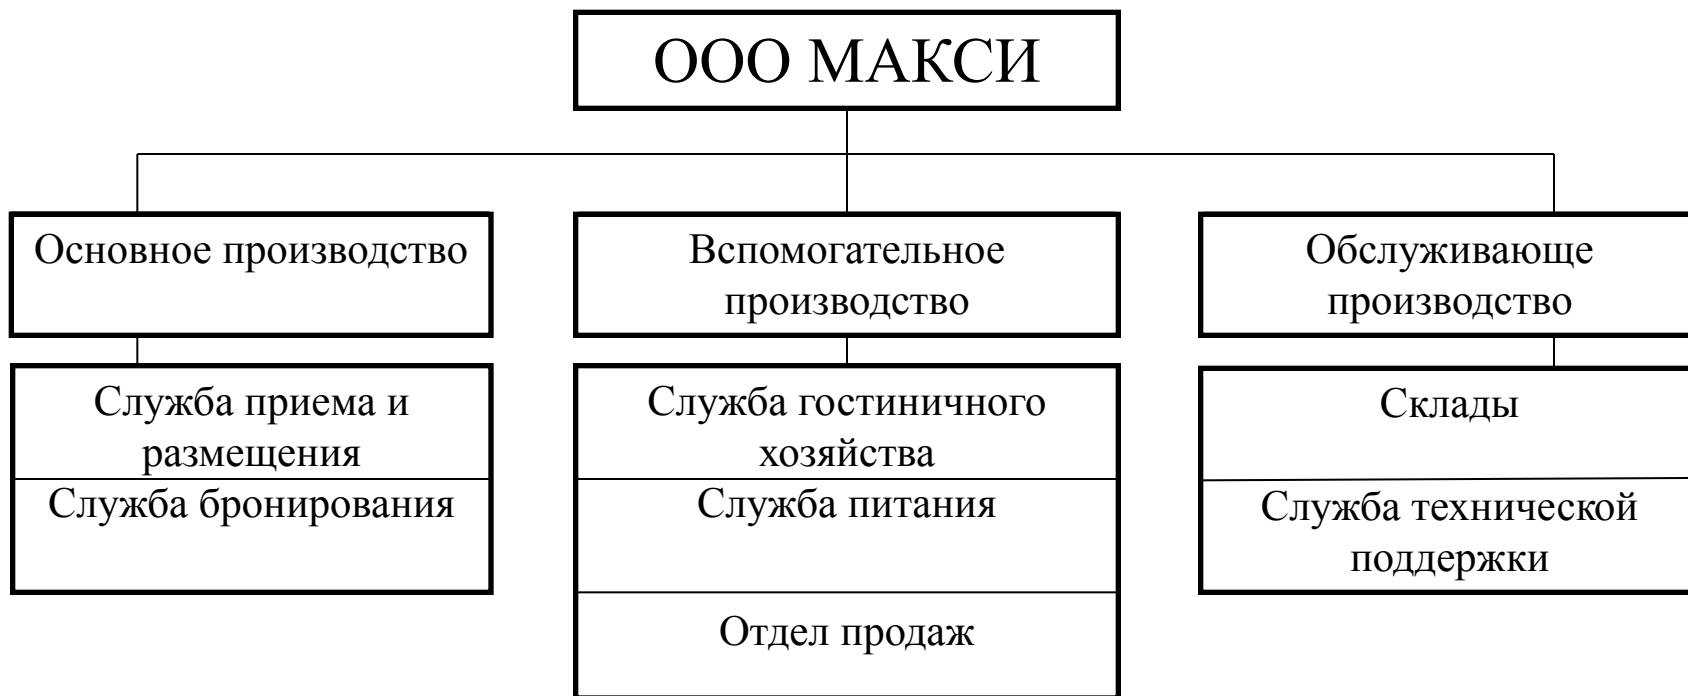 ООО МАКСИ
Основное производство
Вспомогательное
производство
Обслуживающе
производство
Служба приема и
размещения
Служба бронирования
Служба гостиничного
хозяйства
Служба питания
Отдел продаж
Склады
Служба технической
поддержки